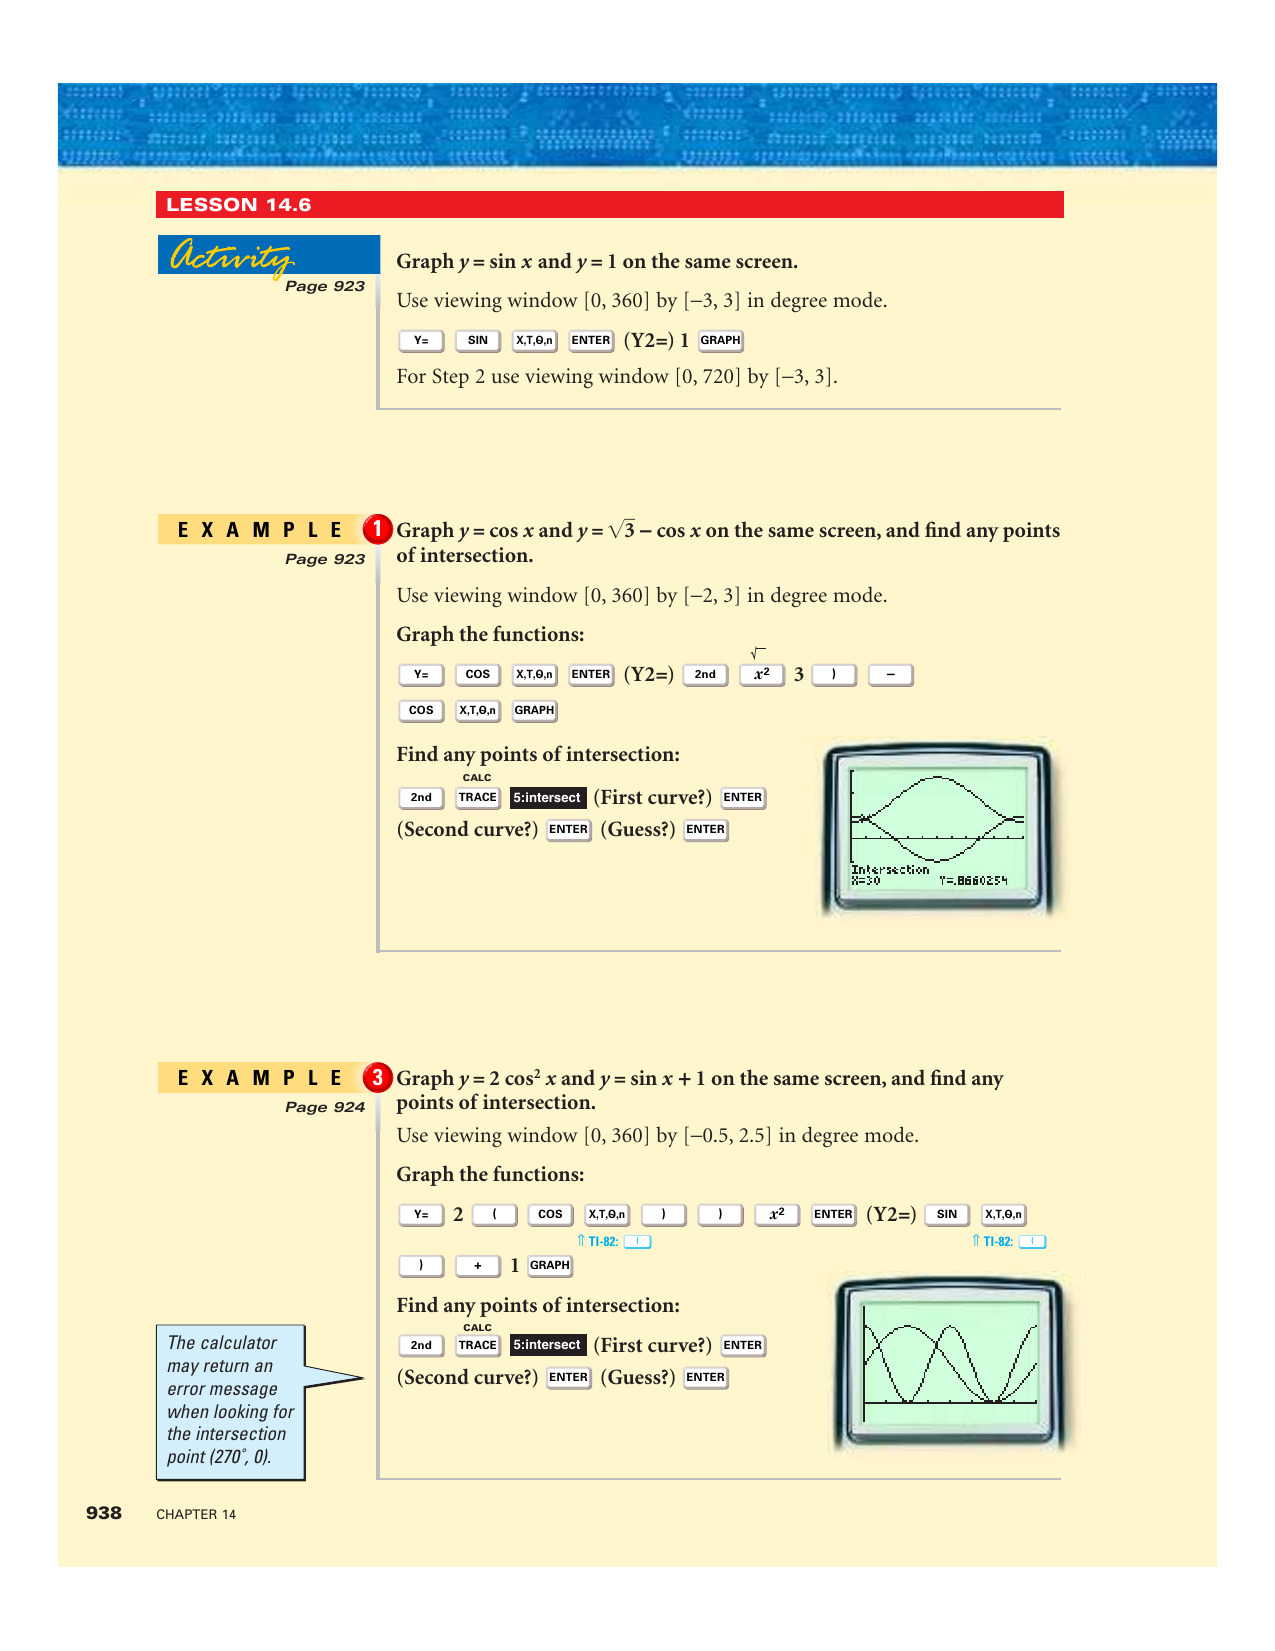 LESSON 14.6
Activity
Page 923
Graph y = sin x and y = 1 on the same screen.
Use viewing window [0, 360] by [−3, 3] in degree mode.
Y= SIN X,T,Θ,n ENTER (Y2=) 1 GRAPH
For Step 2 use viewing window [0, 720] by [−3, 3].
EXAMPLE 1
Page 923
Graph y = cos x and y = √3 − cos x on the same screen, and find any points
of intersection.
Use viewing window [0, 360] by [−2, 3] in degree mode.
Graph the functions:
√
Y= COS X,T,Θ,n ENTER (Y2=) 2nd x² 3 ) −
COS X,T,Θ,n GRAPH
Find any points of intersection:
CALC
2nd TRACE 5:intersect (First curve?) ENTER
(Second curve?) ENTER (Guess?) ENTER
Intersection
X=30 Y=.8660254
EXAMPLE 3
Page 924
Graph y = 2 cos² x and y = sin x + 1 on the same screen, and find any
points of intersection.
Use viewing window [0, 360] by [−0.5, 2.5] in degree mode.
Graph the functions:
Y= 2 ( COS X,T,Θ,n ) ) x² ENTER (Y2=) SIN X,T,Θ,n
⇑ TI-82: ( ⇑ TI-82: (
) + 1 GRAPH
Find any points of intersection:
CALC
2nd TRACE 5:intersect (First curve?) ENTER
(Second curve?) ENTER (Guess?) ENTER
The calculator
may return an
error message
when looking for
the intersection
point (270°, 0).
938 CHAPTER 14